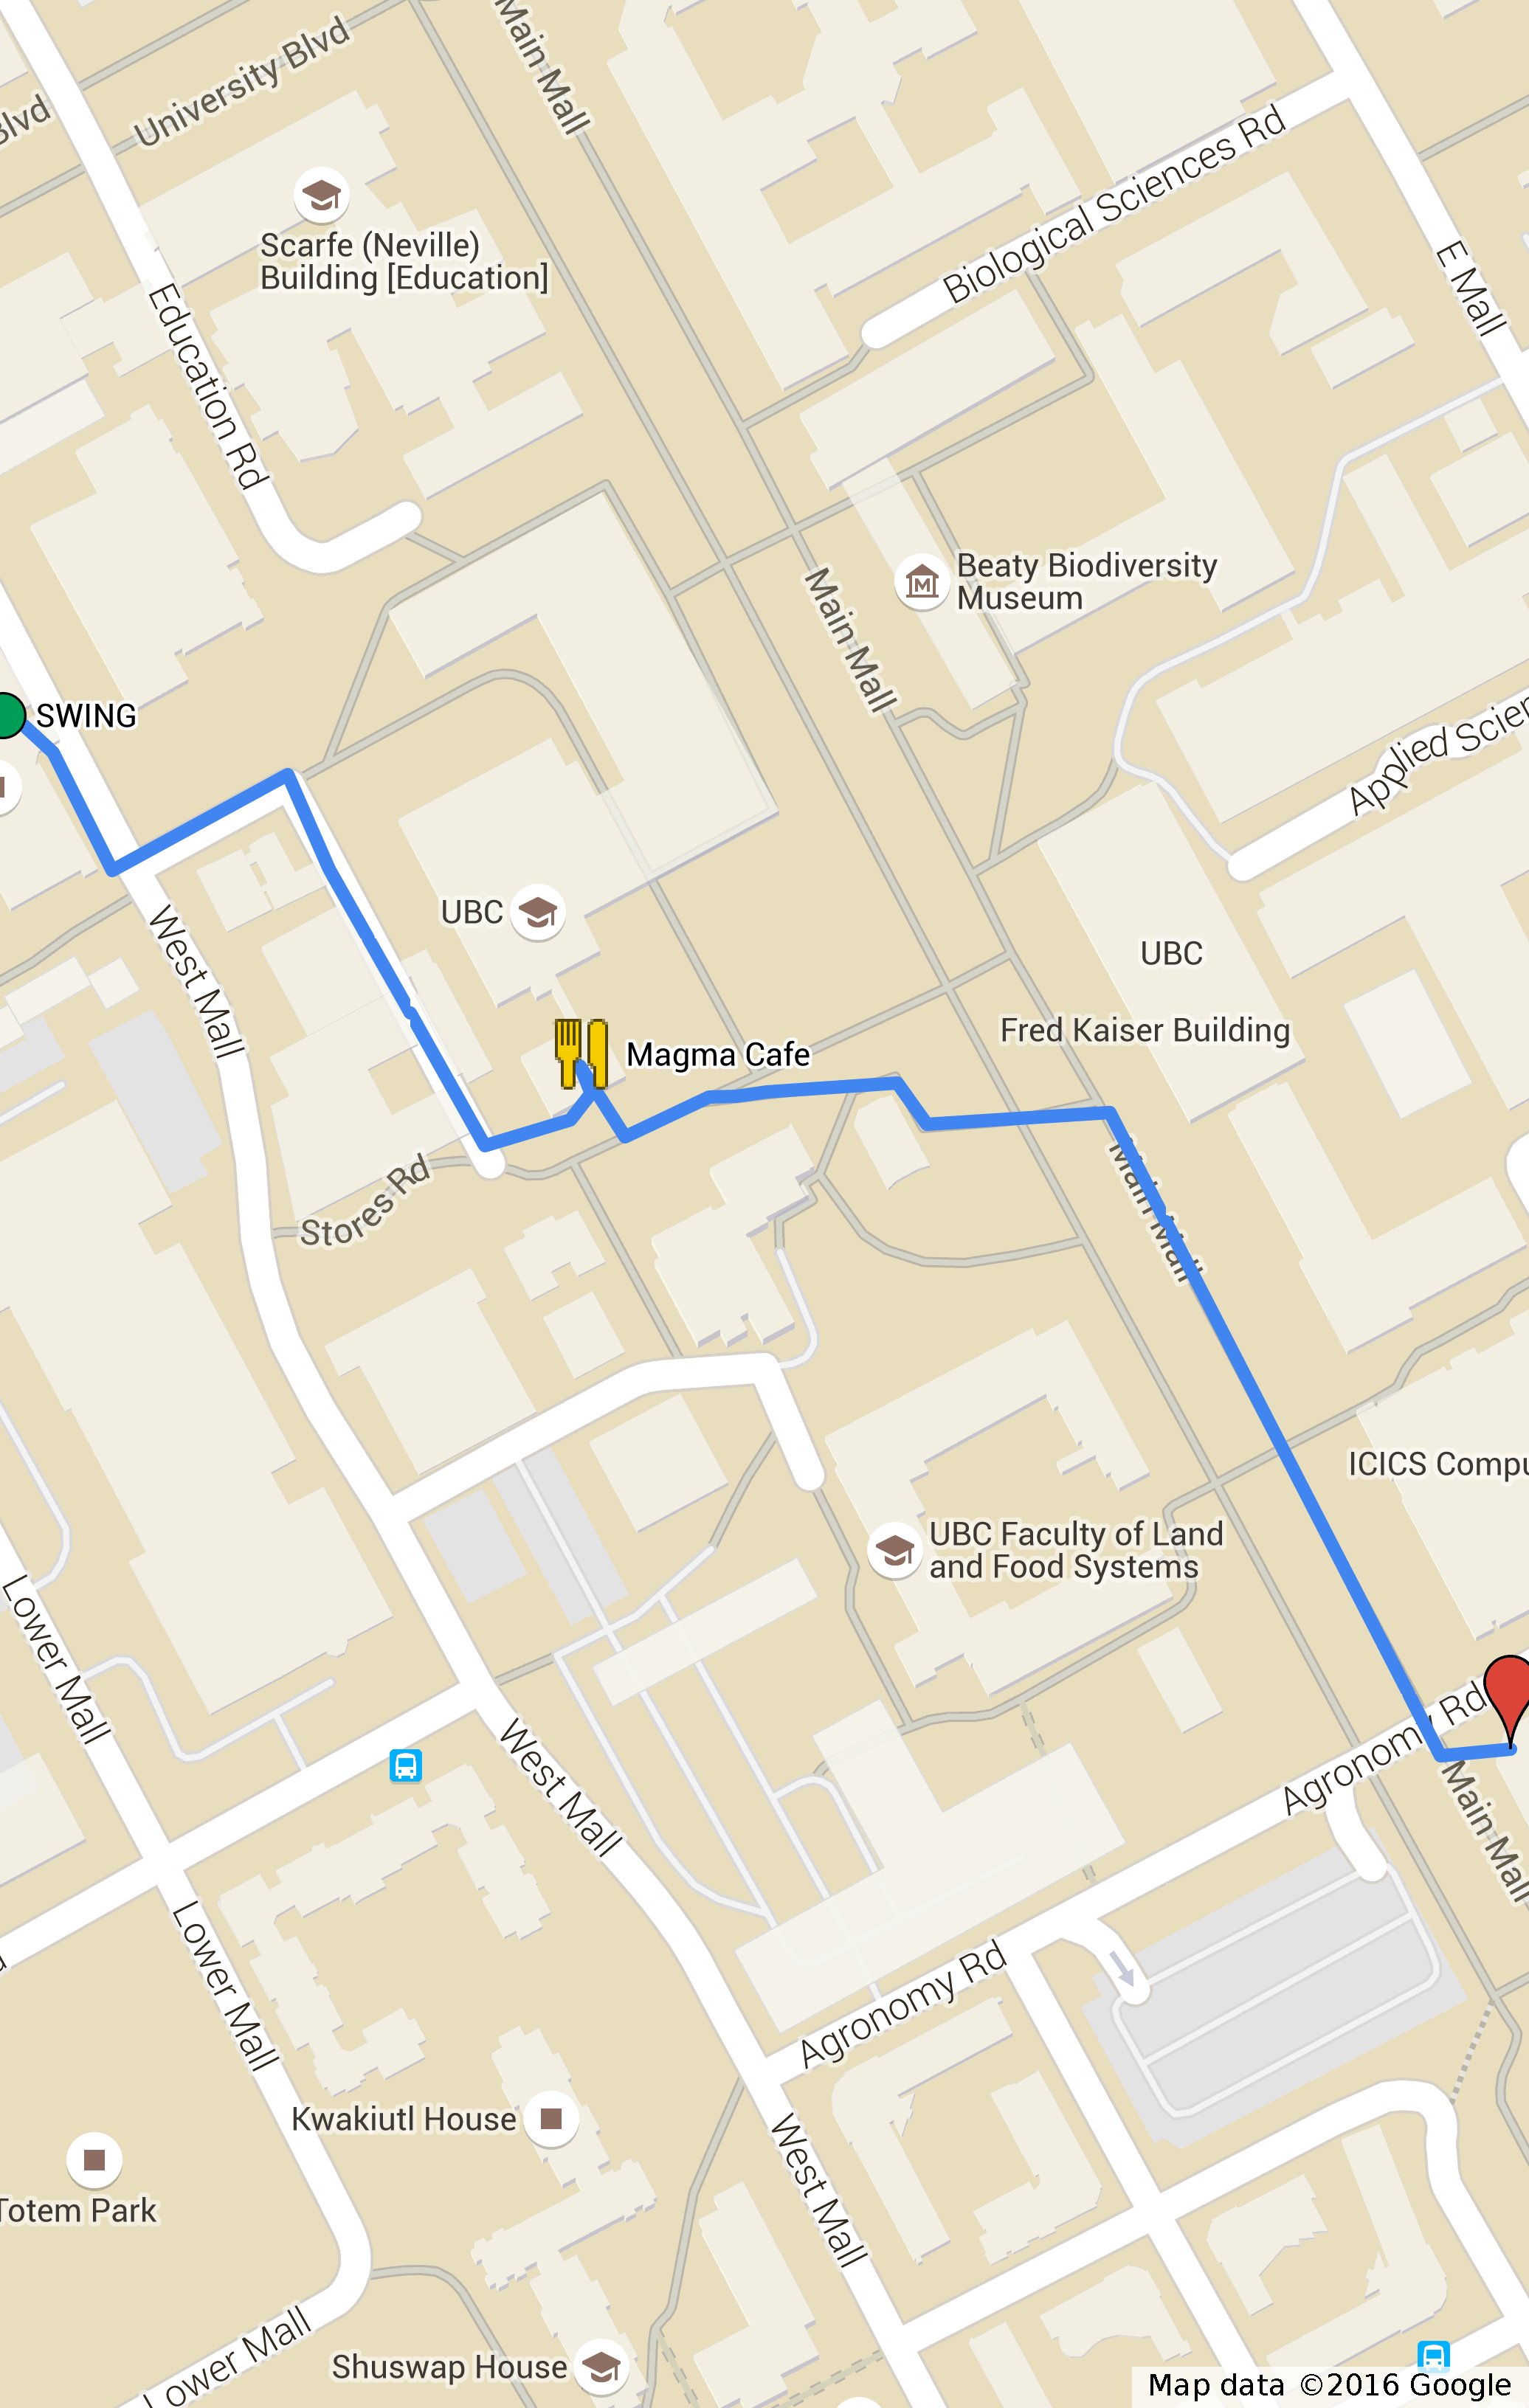 University Blvd
Main Mall
Blvd
Biological Sciences Rd
Scarfe (Neville)
Building [Education]
E Mall
Education Rd
Beaty Biodiversity
Museum
Main Mall
SWING
Applied Scien
UBC
West Mall
UBC
Fred Kaiser Building
Magma Cafe
Stores Rd
Main Mall
ICICS Compu
UBC Faculty of Land
and Food Systems
Lower Mall
Agronomy Rd
West Mall
Main Mall
Lower Mall
Agronomy Rd
Kwakiutl House
West Mall
Totem Park
Lower Mall
Shuswap House
Map data ©2016 Google